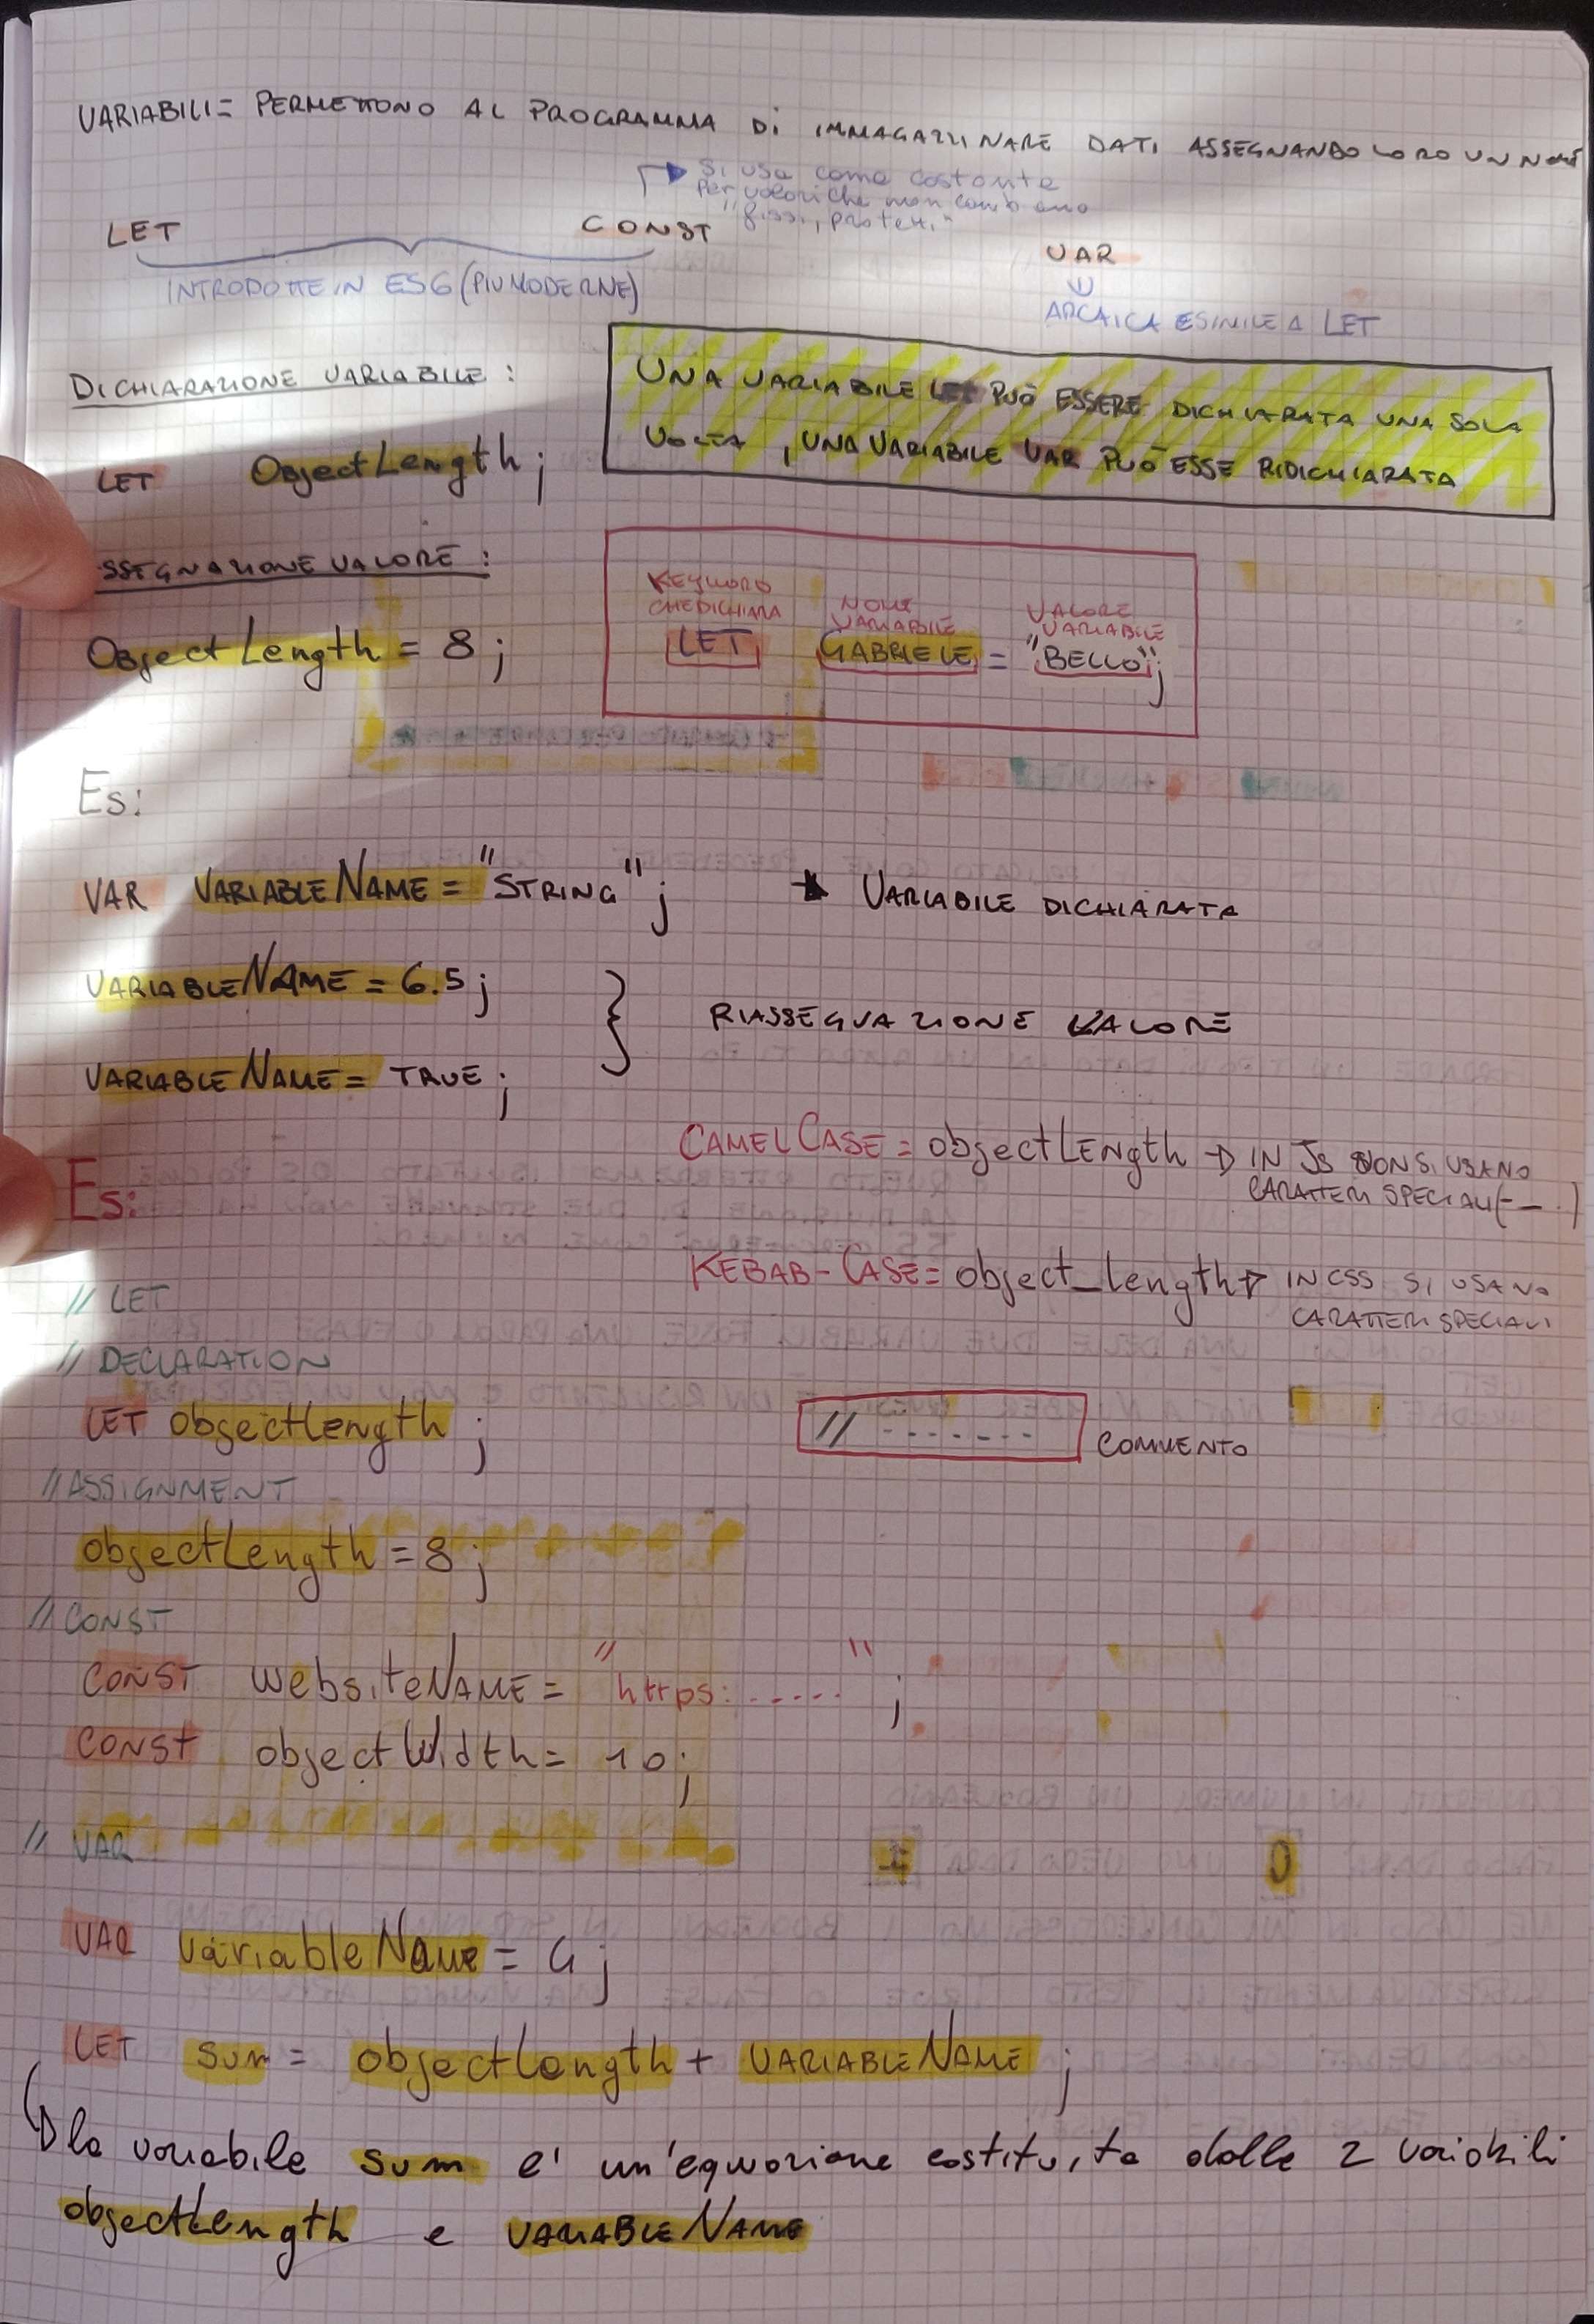 VARIABILI = PERMETTONO AL PROGRAMMA Di IMMAGAZZINARE DATI ASSEGNANDO LORO UN NOME
Si usa come costante
Per valori che non cambiano
"fissi, protetti"
LET CONST
VAR
INTRODOTTE IN ES6 (PIU MODERNE)
ARCAICA E SIMILE A LET
DICHIARAZIONE VARIABILE :
UNA VARIABILE LET PUÒ ESSERE DICHIARATA UNA SOLA
VOLTA , UNA VARIABILE VAR PUÒ ESSE RIDICHIARATA
LET ObjectLength ;
SSEGNAZIONE VALORE :
KEYWORD
CHE DICHIARA
NOME
VARIABILE
VALORE
VARIABILE
ObjectLength = 8 ;
LET GABRIELE = "BELLO" ;
Es:
VAR VARIABLENAME = "STRING" ; → VARIABILE DICHIARATA
VARIABLENAME = 6.5 ;
} RIASSEGNAZIONE VALORE
VARIABLENAME = TRUE ;
CAMELCASE = objectLength → IN JS NON SI USANO
CARATTERI SPECIALI (- _ .)
Es:
KEBAB-CASE = object_length → IN CSS SI USANO
CARATTERI SPECIALI
// LET
// DECLARATION
LET objectLength ;
// ------- COMMENTO
// ASSIGNMENT
objectLength = 8 ;
// CONST
CONST websiteNAME = "https:....." ;
CONST objectWidth = 10 ;
// VAR
VAR variableName = 4 ;
LET sum = objectLength + VARIABLENAME ;
→ la variabile sum e' un'equazione costituita dalle 2 variabili
objectLength e VARIABLENAME